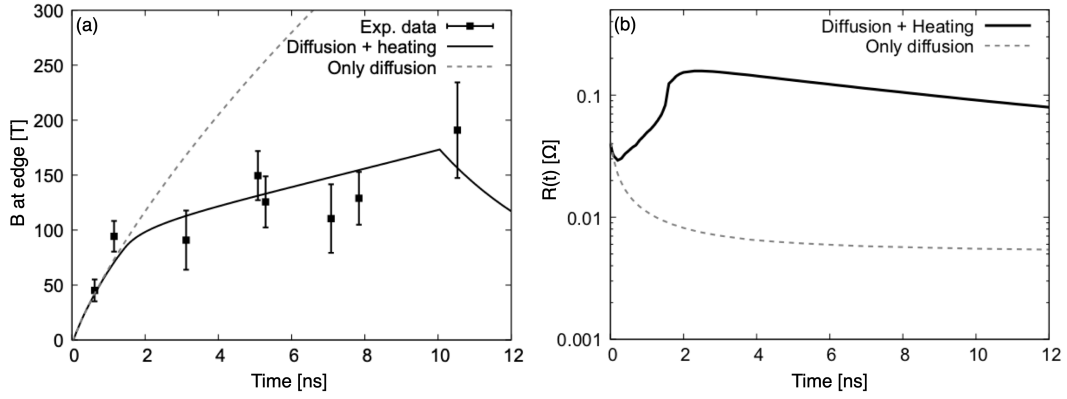 (a)
Exp. data
Diffusion + heating
Only diffusion
300
250
200
150
100
50
0
B at edge [T]
0 2 4 6 8 10 12
Time [ns]
(b)
Diffusion + Heating
Only diffusion
0.1
0.01
0.001
R(t) [Ω]
0 2 4 6 8 10 12
Time [ns]